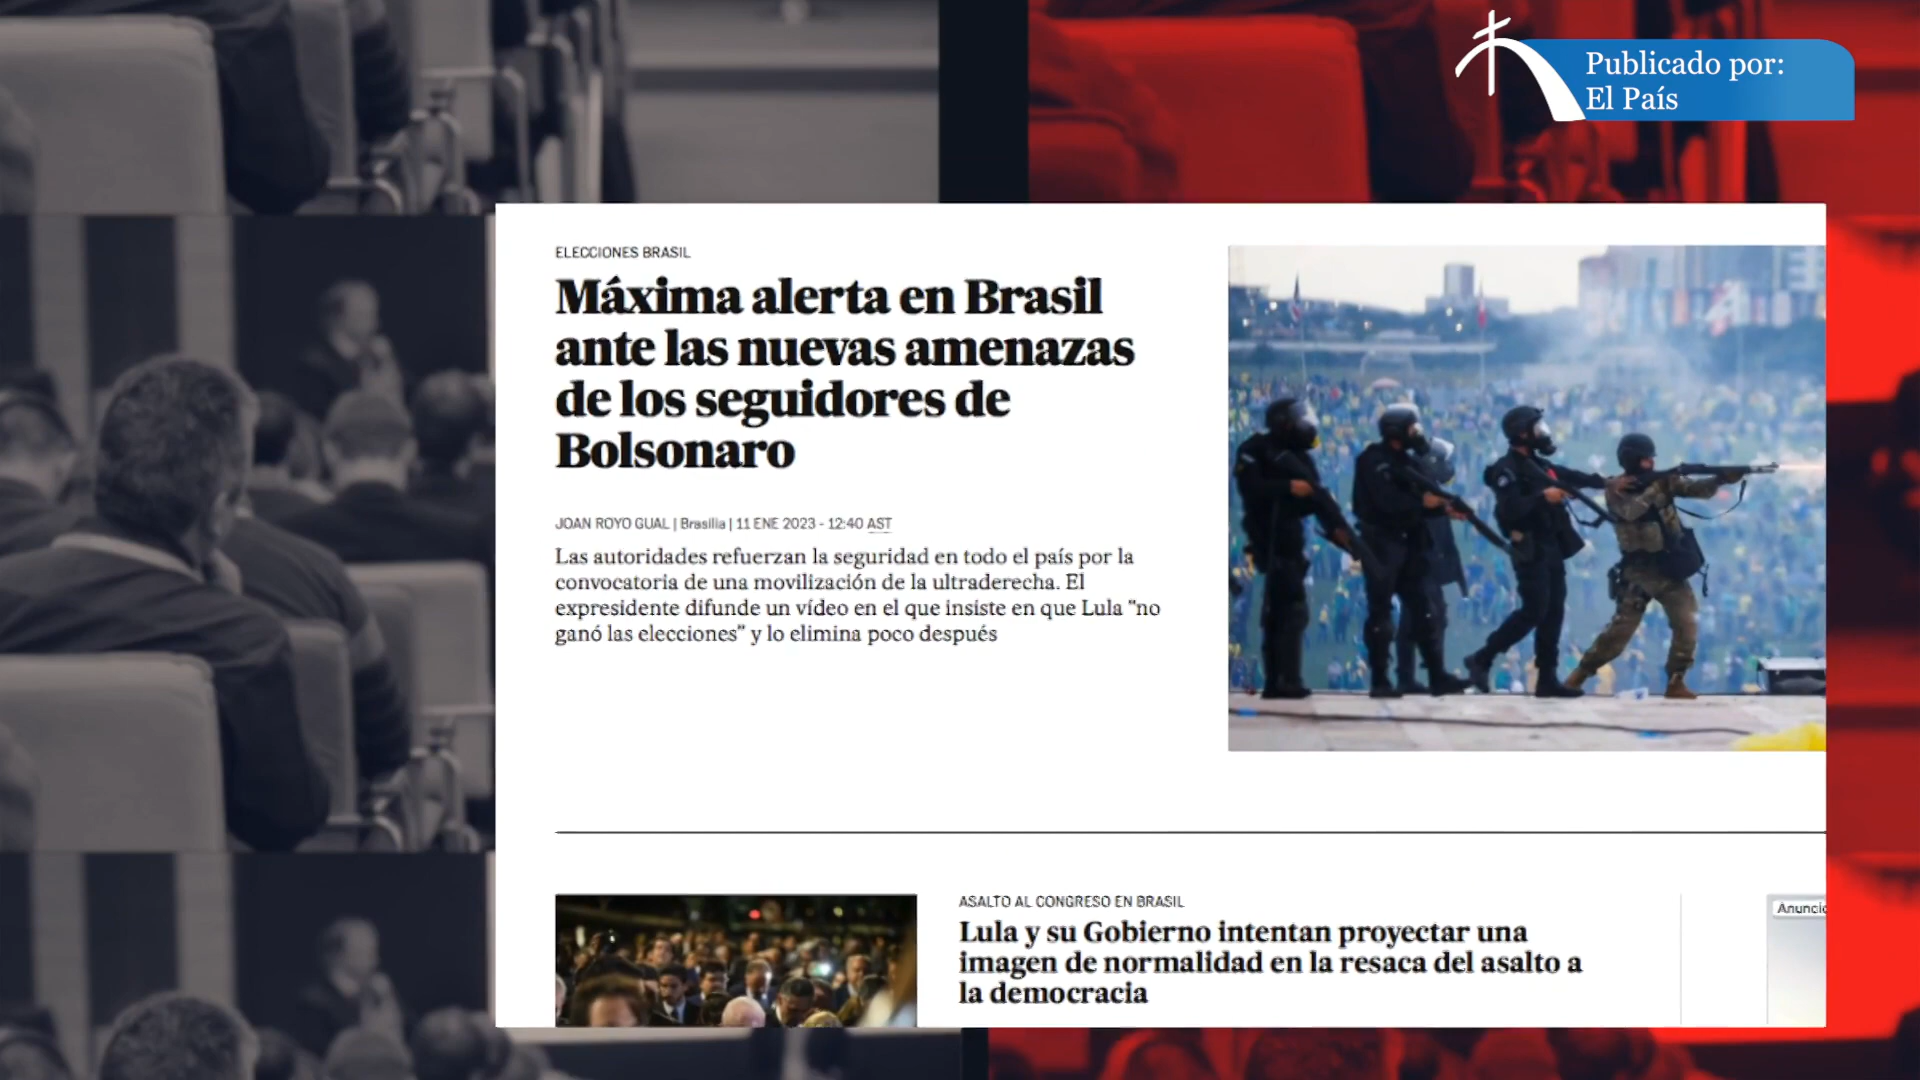 Publicado por:
El País
ELECCIONES BRASIL
Máxima alerta en Brasil
ante las nuevas amenazas
de los seguidores de
Bolsonaro
JOAN ROYO GUAL | Brasilia | 11 ENE 2023 - 12:40 AST
Las autoridades refuerzan la seguridad en todo el país por la
convocatoria de una movilización de la ultraderecha. El
expresidente difunde un vídeo en el que insiste en que Lula “no
ganó las elecciones” y lo elimina poco después
ASALTO AL CONGRESO EN BRASIL
Lula y su Gobierno intentan proyectar una
imagen de normalidad en la resaca del asalto a
la democracia
Anuncio